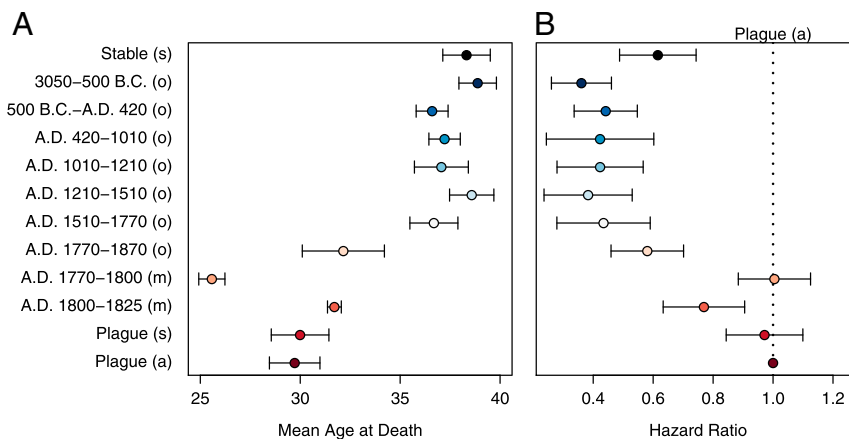 A
B
Plague (a)
Stable (s)
3050–500 B.C. (o)
500 B.C.–A.D. 420 (o)
A.D. 420–1010 (o)
A.D. 1010–1210 (o)
A.D. 1210–1510 (o)
A.D. 1510–1770 (o)
A.D. 1770–1870 (o)
A.D. 1770–1800 (m)
A.D. 1800–1825 (m)
Plague (s)
Plague (a)
25 30 35 40
0.4 0.6 0.8 1.0 1.2
Mean Age at Death
Hazard Ratio